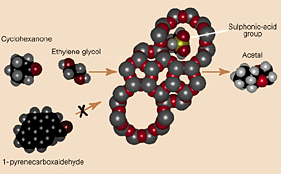 Cyclohexanone
Ethylene glycol
Sulphonic-acid
group
Acetal
1-pyrenecarboxaldehyde